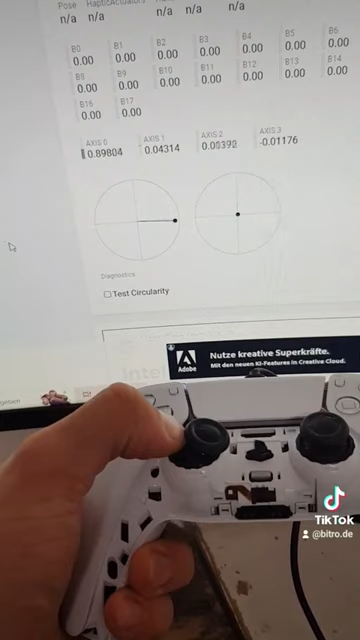 Pose HapticActuators
n/a n/a n/a n/a n/a
B0 B1 B2 B3 B4 B5 B6
0.00 0.00 0.00 0.00 0.00 0.00 0.00
B8 B9 B10 B11 B12 B13 B14
0.00 0.00 0.00 0.00 0.00 0.00 0.00
B16 B17
0.00 0.00
AXIS 0 AXIS 1 AXIS 2 AXIS 3
0.89804 0.04314 0.00392 -0.01176
Diagnostics
Test Circularity
Adobe
Nutze kreative Superkräfte.
Mit den neuen KI-Features in Creative Cloud.
TikTok
@bitro.de